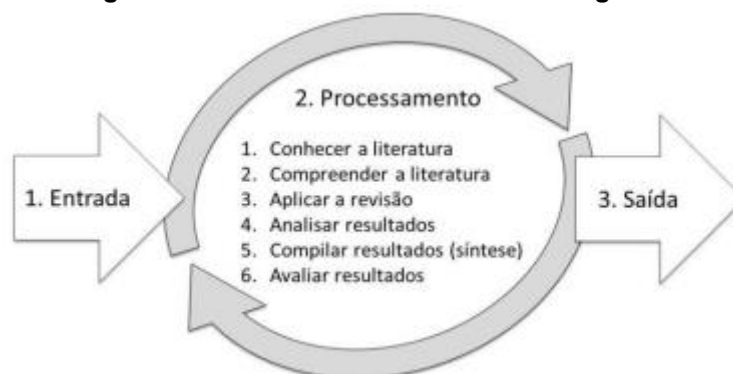 2. Processamento
1. Conhecer a literatura
2. Compreender a literatura
3. Aplicar a revisão
4. Analisar resultados
5. Compilar resultados (síntese)
6. Avaliar resultados
1. Entrada
3. Saída